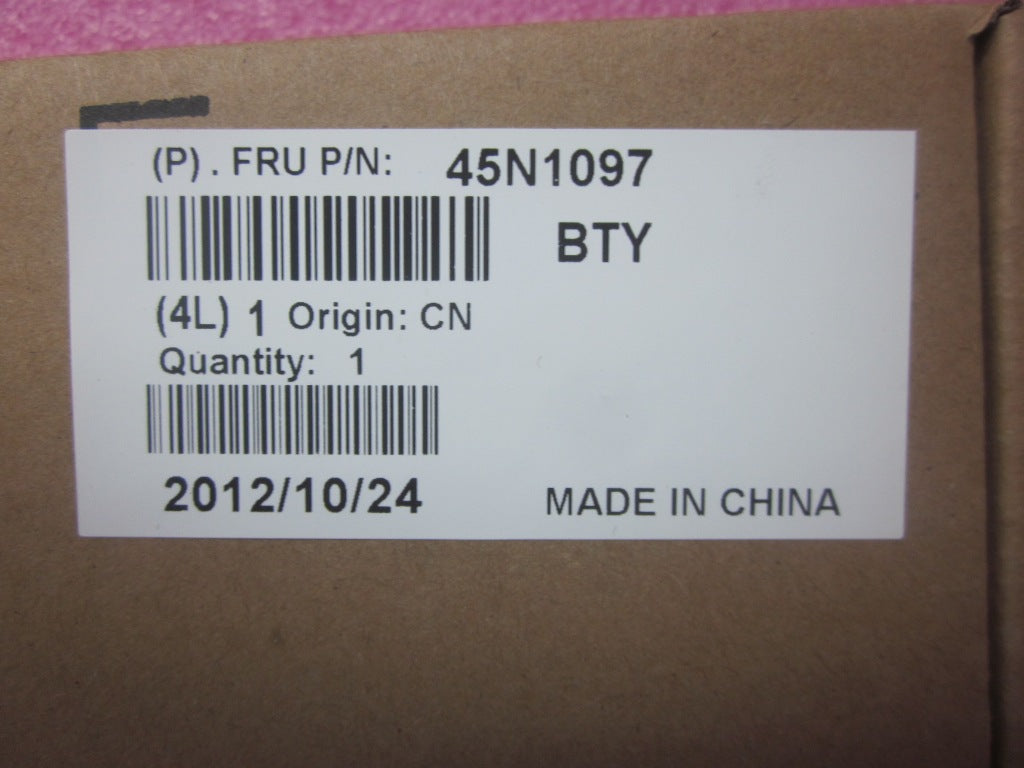 (P) . FRU P/N: 45N1097
BTY
(4L) 1 Origin: CN
Quantity: 1
2012/10/24 MADE IN CHINA